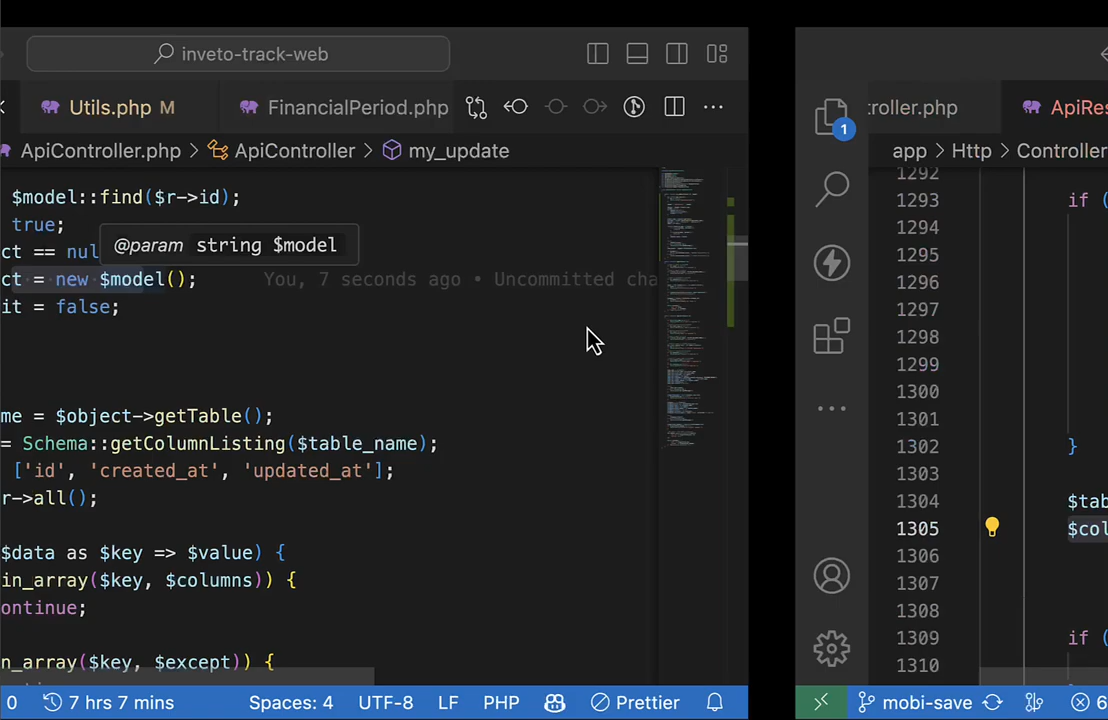 inveto-track-web
Utils.php M
FinancialPeriod.php
ApiController.php > ApiController > my_update
$model::find($r->id);
true;
ct == nul
@param string $model
ct = new $model(); You, 7 seconds ago • Uncommitted cha
it = false;
me = $object->getTable();
= Schema::getColumnListing($table_name);
['id', 'created_at', 'updated_at'];
r->all();
$data as $key => $value) {
in_array($key, $columns)) {
ontinue;
n_array($key, $except)) {
0 7 hrs 7 mins Spaces: 4 UTF-8 LF PHP Prettier
1
troller.php ApiRes
app > Http > Controller
1292
1293 if (
1294
1295
1296
1297
1298
1299
1300
1301
1302 }
1303
1304 $tab
1305 $col
1306
1307
1308
1309 if (
1310
mobi-save 6